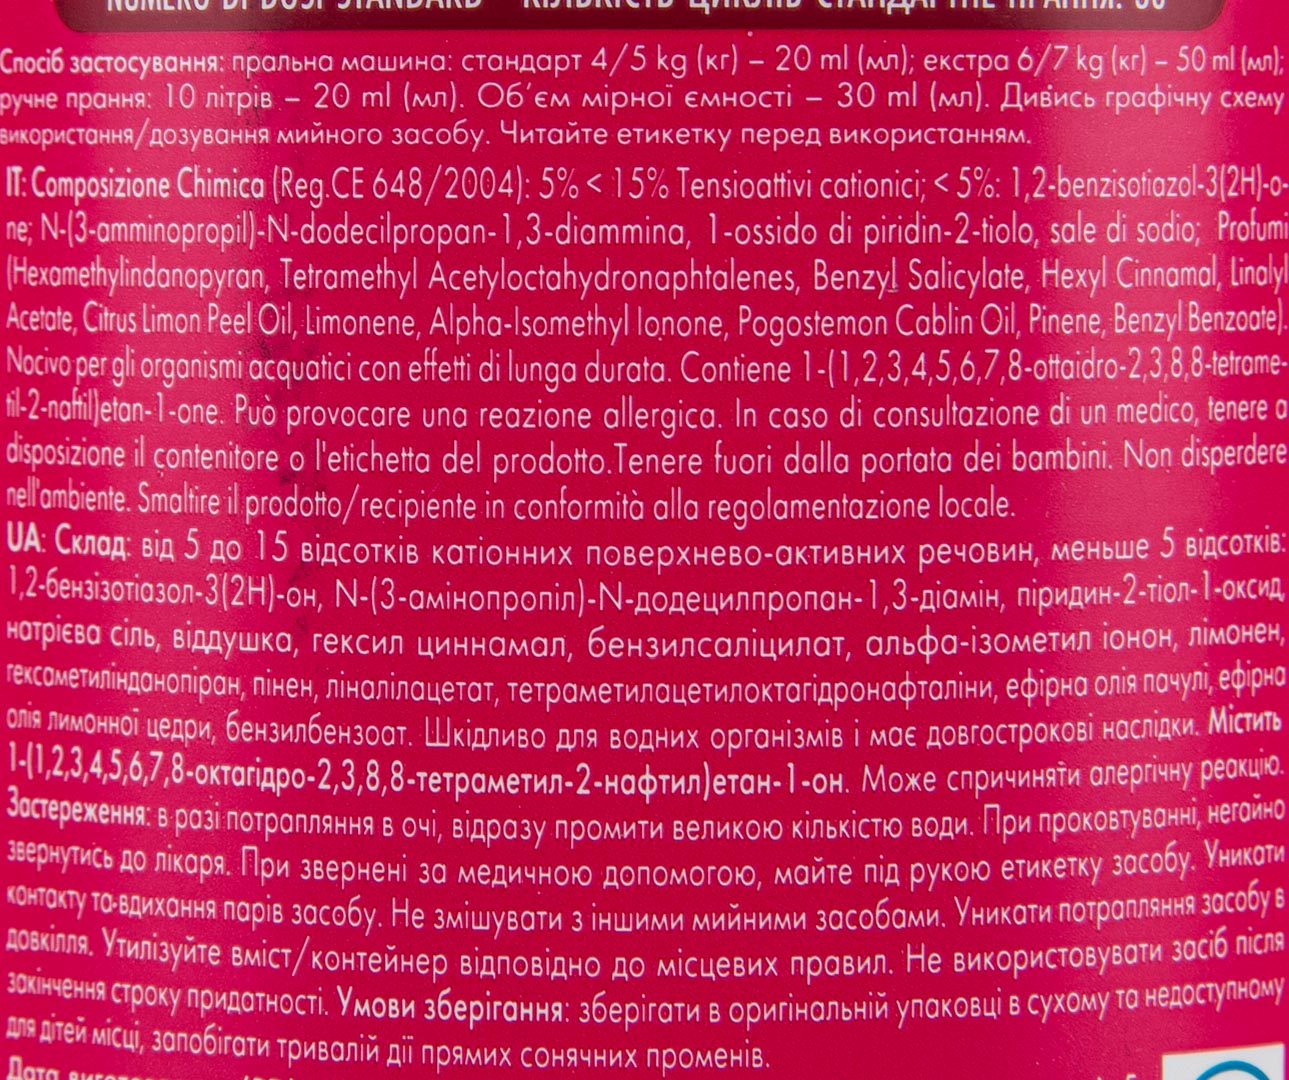 NUMERO DI DOSI STANDARD КІЛЬКІСТЬ ЦИКЛІВ СТАНДАРТНЕ ПРАННЯ:
Спосіб застосування: пральна машина: стандарт 4/5 kg (кг) – 20 ml (мл); екстра 6/7 kg (кг) – 50 ml (мл);
ручне прання: 10 літрів – 20 ml (мл). Об'єм мірної ємності – 30 ml (мл). Дивись графічну схему
використання/дозування мийного засобу. Читайте етикетку перед використанням.
IT: Composizione Chimica (Reg.CE 648/2004): 5% < 15% Tensioattivi cationici; < 5%: 1,2-benzisotiazol-3(2H)-o-
ne; N-(3-amminopropil)-N-dodecilpropan-1,3-diammina, 1-ossido di piridin-2-tiolo, sale di sodio; Profumi
(Hexamethylindanopyran, Tetramethyl Acetyloctahydronaphtalenes, Benzyl Salicylate, Hexyl Cinnamal, Linalyl
Acetate, Citrus Limon Peel Oil, Limonene, Alpha-Isomethyl Ionone, Pogostemon Cablin Oil, Pinene, Benzyl Benzoate).
Nocivo per gli organismi acquatici con effetti di lunga durata. Contiene 1-(1,2,3,4,5,6,7,8-ottaidro-2,3,8,8-tetrame-
til-2-naftil)etan-1-one. Può provocare una reazione allergica. In caso di consultazione di un medico, tenere a
disposizione il contenitore o l'etichetta del prodotto.Tenere fuori dalla portata dei bambini. Non disperdere
nell'ambiente. Smaltire il prodotto/recipiente in conformità alla regolamentazione locale.
UA: Склад: від 5 до 15 відсотків катіонних поверхнево-активних речовин, меньше 5 відсотків:
1,2-бензізотіазол-3(2H)-он, N-(3-амінопропіл)-N-додецилпропан-1,3-діамін, піридин-2-тіол-1-оксид,
натрієва сіль, віддушка, гексил циннамал, бензилсаліцилат, альфа-ізометил іонон, лімонен,
гексаметилінданопіран, пінен, ліналілацетат, тетраметилацетилоктагідронафталіни, ефірна олія пачулі, ефірна
олія лимонної цедри, бензилбензоат. Шкідливо для водних організмів і має довгострокові наслідки. Містить
1-(1,2,3,4,5,6,7,8-октагідро-2,3,8,8-тетраметил-2-нафтил)етан-1-он. Може спричиняти алергічну реакцію.
Застереження: в разі потрапляння в очі, відразу промити великою кількістю води. При проковтуванні, негайно
звернутись до лікаря. При звернені за медичною допомогою, майте під рукою етикетку засобу. Уникати
контакту та вдихання парів засобу. Не змішувати з іншими мийними засобами. Уникати потрапляння засобу в
довкілля. Утилізуйте вміст/контейнер відповідно до місцевих правил. Не використовувати засіб після
закінчення строку придатності. Умови зберігання: зберігати в оригінальній упаковці в сухому та недоступному
для дітей місці, запобігати тривалій дії прямих сонячних променів.
Дата